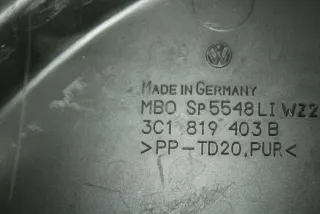 MADE IN GERMANY
MBO SP5548LI WZ2
3C1 819 403 B
>PP-TD20,PUR<